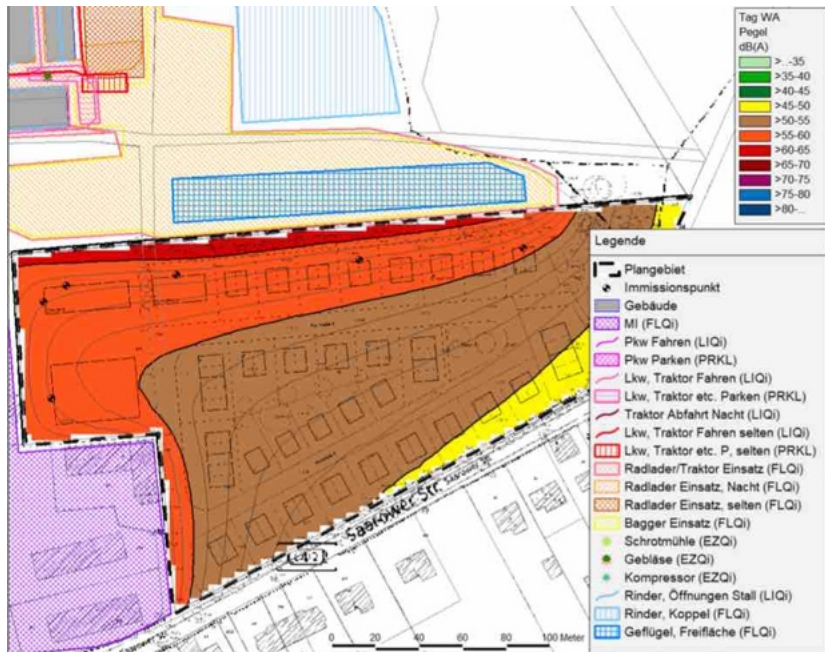 Tag WA
Pegel
dB(A)
>..-35
>35-40
>40-45
>45-50
>50-55
>55-60
>60-65
>65-70
>70-75
>75-80
>80-..
Legende
Plangebiet
Immissionspunkt
Gebäude
MI (FLQi)
Pkw Fahren (LIQi)
Pkw Parken (PRKL)
Lkw, Traktor Fahren (LIQi)
Lkw, Traktor etc. Parken (PRKL)
Traktor Abfahrt Nacht (LIQi)
Lkw, Traktor Fahren selten (LIQi)
Lkw, Traktor etc. P, selten (PRKL)
Radlader/Traktor Einsatz (FLQi)
Radlader Einsatz, Nacht (FLQi)
Radlader Einsatz, selten (FLQi)
Bagger Einsatz (FLQi)
Schrotmühle (EZQi)
Gebläse (EZQi)
Kompressor (EZQi)
Rinder, Öffnungen Stall (LIQi)
Rinder, Koppel (FLQi)
Geflügel, Freifläche (FLQi)
Saarower Str.
0 20 40 60 80 100 Meter